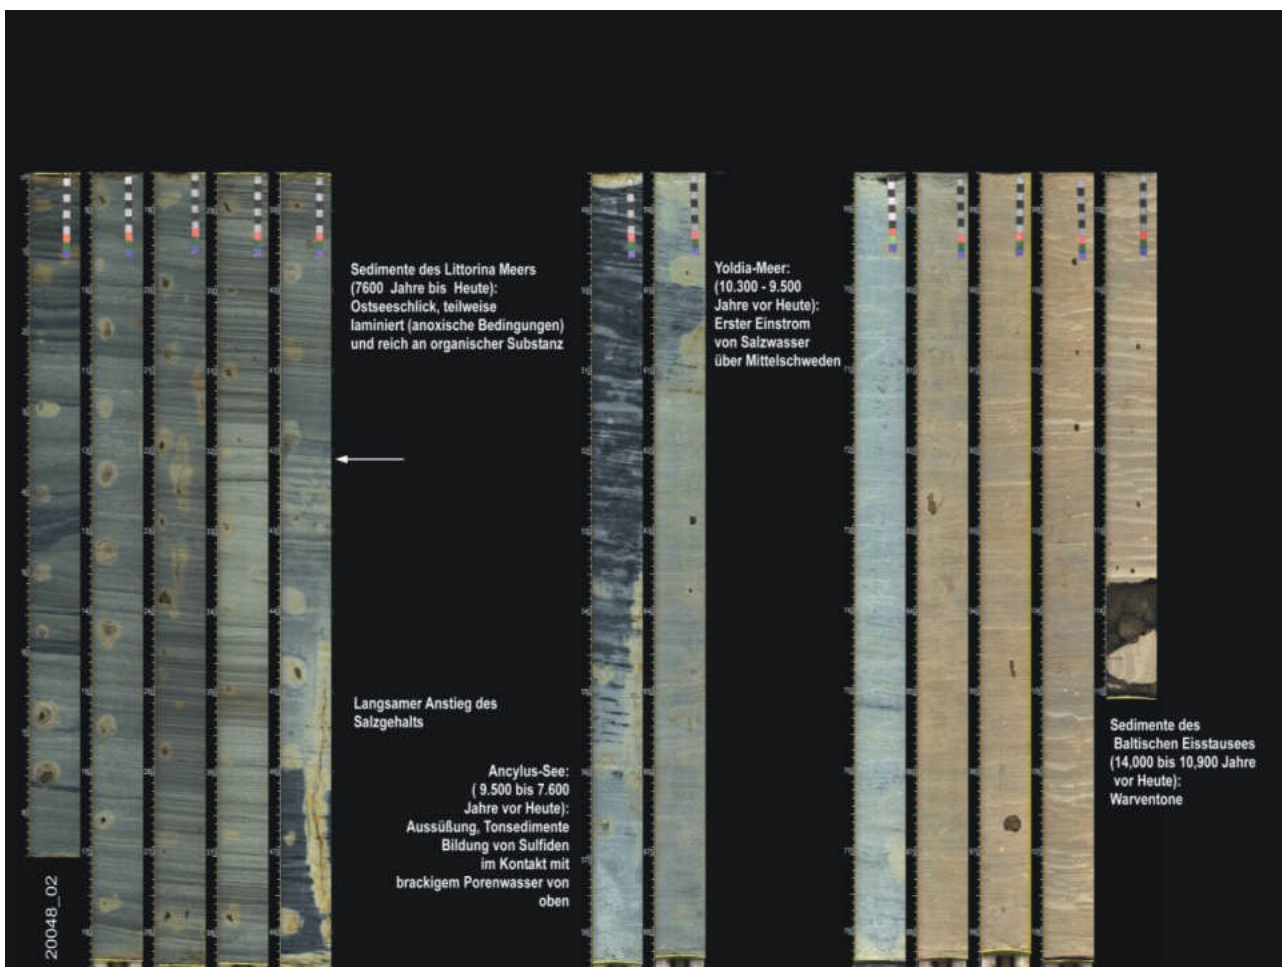 Sedimente des Littorina Meers
(7600 Jahre bis Heute):
Ostseeschlick, teilweise
laminiert (anoxische Bedingungen)
und reich an organischer Substanz
Langsamer Anstieg des
Salzgehalts
Ancylus-See:
( 9.500 bis 7.600
Jahre vor Heute):
Aussüßung, Tonsedimente
Bildung von Sulfiden
im Kontakt mit
brackigem Porenwasser von
oben
Yoldia-Meer:
(10.300 - 9.500
Jahre vor Heute):
Erster Einstrom
von Salzwasser
über Mittelschweden
Sedimente des
Baltischen Eisstausees
(14,000 bis 10,900 Jahre
vor Heute):
Warventone
20048_02